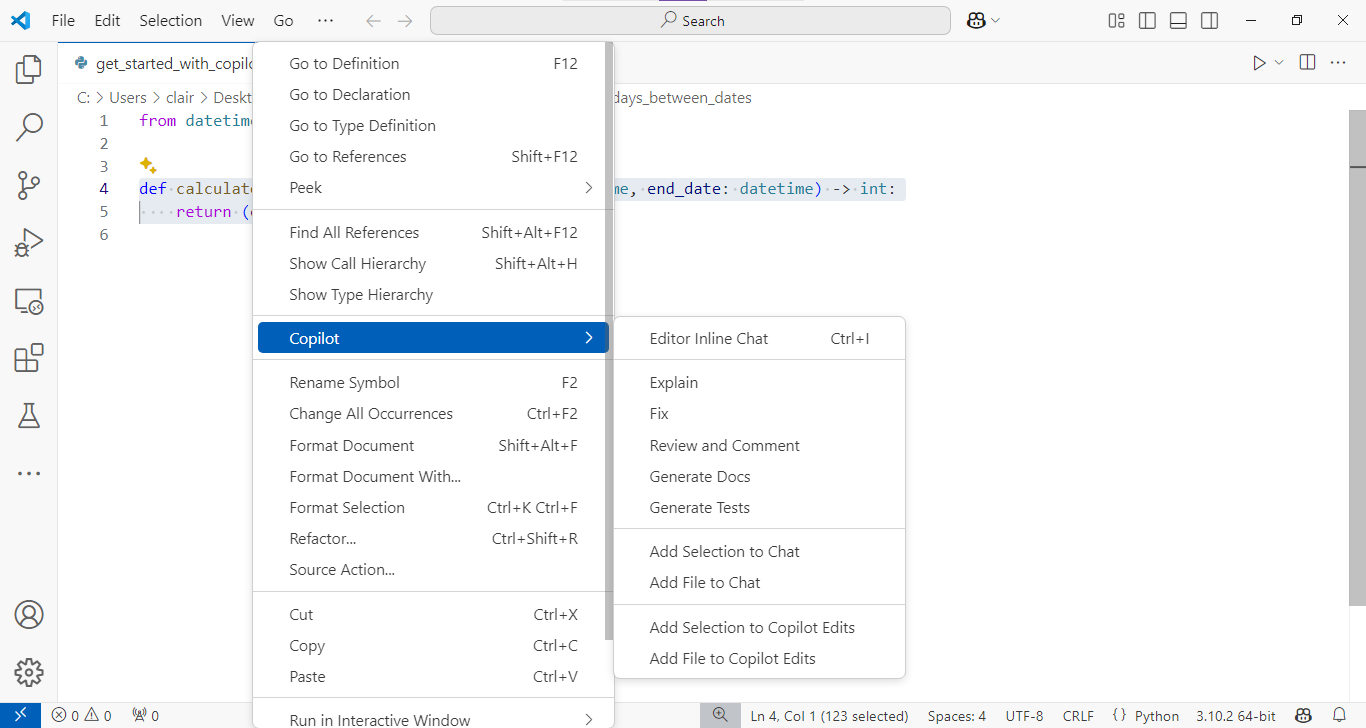 File Edit Selection View Go ··· Search
get_started_with_copilo
C: > Users > clair > Deskt days_between_dates
1 from datetim
2
3
4 def calculate me, end_date: datetime) -> int:
5 return (
6
Go to Definition F12
Go to Declaration
Go to Type Definition
Go to References Shift+F12
Peek
Find All References Shift+Alt+F12
Show Call Hierarchy Shift+Alt+H
Show Type Hierarchy
Copilot
Rename Symbol F2
Change All Occurrences Ctrl+F2
Format Document Shift+Alt+F
Format Document With...
Format Selection Ctrl+K Ctrl+F
Refactor... Ctrl+Shift+R
Source Action...
Cut Ctrl+X
Copy Ctrl+C
Paste Ctrl+V
Run in Interactive Window
Editor Inline Chat Ctrl+I
Explain
Fix
Review and Comment
Generate Docs
Generate Tests
Add Selection to Chat
Add File to Chat
Add Selection to Copilot Edits
Add File to Copilot Edits
0 0 0 Ln 4, Col 1 (123 selected) Spaces: 4 UTF-8 CRLF {} Python 3.10.2 64-bit